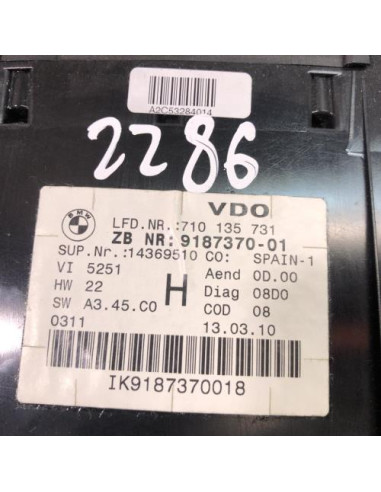 A2C53284014
2286
BMW
VDO
LFD.NR.:710 135 731
ZB NR: 9187370-01
SUP.Nr.:14369510 CO: SPAIN-1
VI 5251 Aend 0D.00
HW 22 H Diag 08D0
SW A3.45.C0 COD 08
0311 13.03.10
IK9187370018